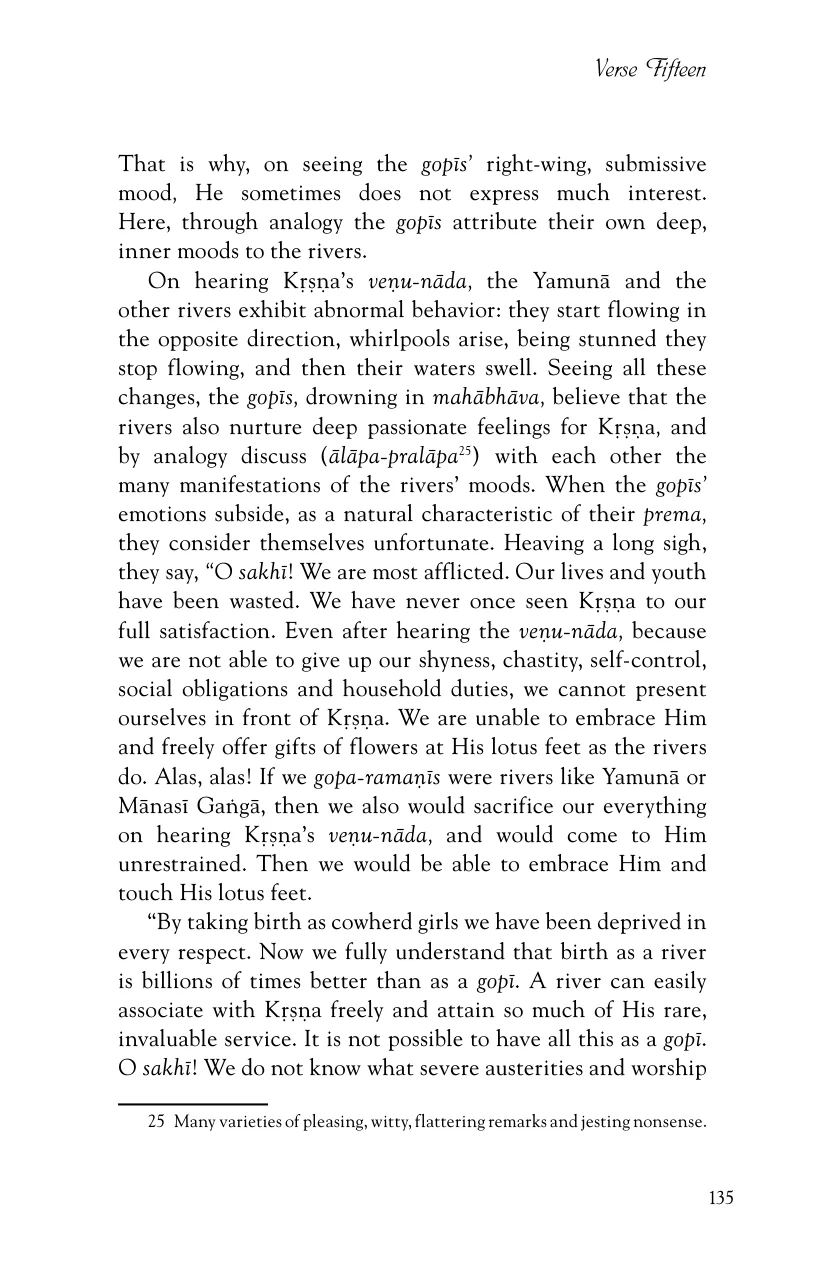 Verse Fifteen
That is why, on seeing the gopīs’ right-wing, submissive
mood, He sometimes does not express much interest.
Here, through analogy the gopīs attribute their own deep,
inner moods to the rivers.
On hearing Kṛṣṇa’s veṇu-nāda, the Yamunā and the
other rivers exhibit abnormal behavior: they start flowing in
the opposite direction, whirlpools arise, being stunned they
stop flowing, and then their waters swell. Seeing all these
changes, the gopīs, drowning in mahābhāva, believe that the
rivers also nurture deep passionate feelings for Kṛṣṇa, and
by analogy discuss (ālāpa-pralāpa²⁵) with each other the
many manifestations of the rivers’ moods. When the gopīs’
emotions subside, as a natural characteristic of their prema,
they consider themselves unfortunate. Heaving a long sigh,
they say, “O sakhī! We are most afflicted. Our lives and youth
have been wasted. We have never once seen Kṛṣṇa to our
full satisfaction. Even after hearing the veṇu-nāda, because
we are not able to give up our shyness, chastity, self-control,
social obligations and household duties, we cannot present
ourselves in front of Kṛṣṇa. We are unable to embrace Him
and freely offer gifts of flowers at His lotus feet as the rivers
do. Alas, alas! If we gopa-ramaṇīs were rivers like Yamunā or
Mānasī Gaṅgā, then we also would sacrifice our everything
on hearing Kṛṣṇa’s veṇu-nāda, and would come to Him
unrestrained. Then we would be able to embrace Him and
touch His lotus feet.
“By taking birth as cowherd girls we have been deprived in
every respect. Now we fully understand that birth as a river
is billions of times better than as a gopī. A river can easily
associate with Kṛṣṇa freely and attain so much of His rare,
invaluable service. It is not possible to have all this as a gopī.
O sakhī! We do not know what severe austerities and worship
25 Many varieties of pleasing, witty, flattering remarks and jesting nonsense.
135